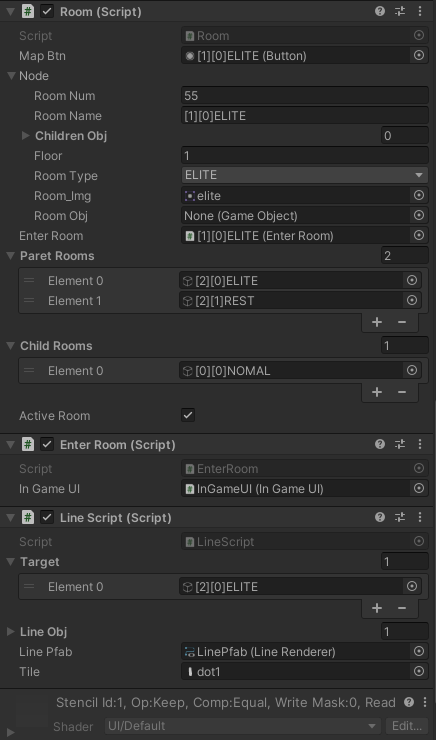 Room (Script)
Script Room
Map Btn [1][0]ELITE (Button)
Node
Room Num 55
Room Name [1][0]ELITE
Children Obj 0
Floor 1
Room Type ELITE
Room_Img elite
Room Obj None (Game Object)
Enter Room [1][0]ELITE (Enter Room)
Paret Rooms 2
Element 0 [2][0]ELITE
Element 1 [2][1]REST
Child Rooms 1
Element 0 [0][0]NOMAL
Active Room
Enter Room (Script)
Script EnterRoom
In Game UI InGameUI (In Game UI)
Line Script (Script)
Script LineScript
Target 1
Element 0 [2][0]ELITE
Line Obj 1
Line Pfab LinePfab (Line Renderer)
Tile dot1
Stencil Id:1, Op:Keep, Comp:Equal, Write Mask:0, Read
Shader UI/Default Edit...